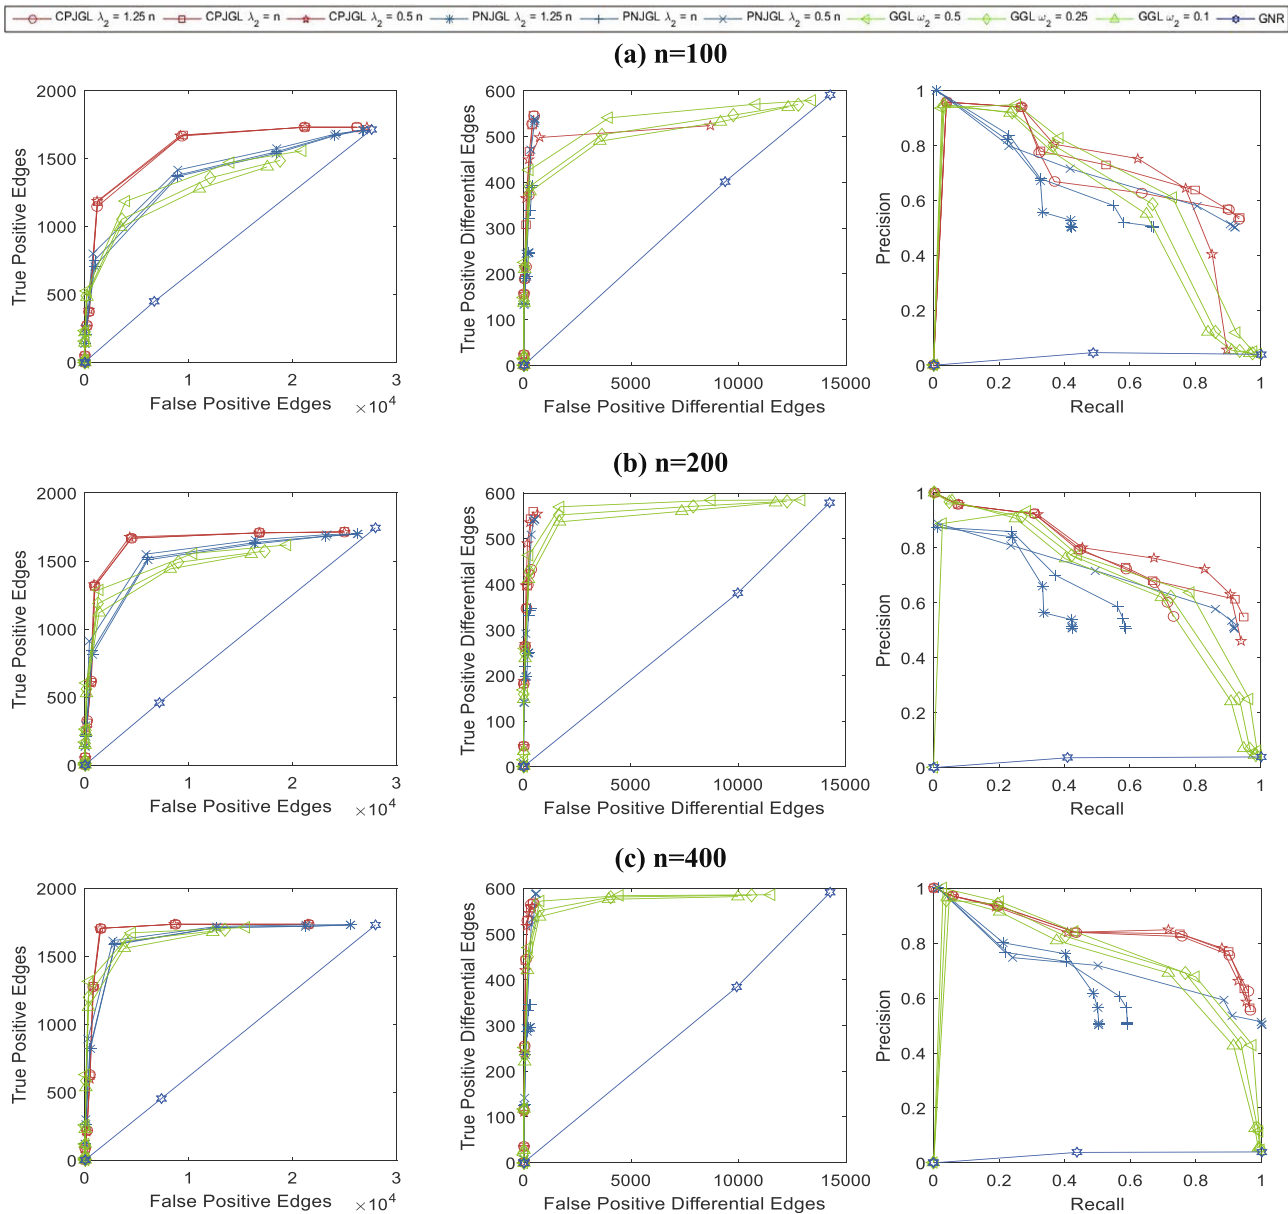 CPJGL λ2 = 1.25 n CPJGL λ2 = n CPJGL λ2 = 0.5 n PNJGL λ2 = 1.25 n PNJGL λ2 = n PNJGL λ2 = 0.5 n GGL ω2 = 0.5 GGL ω2 = 0.25 GGL ω2 = 0.1 GNR
(a) n=100
True Positive Edges
2000
1500
1000
500
0
0 1 2 3
False Positive Edges ×10^4
True Positive Differential Edges
600
500
400
300
200
100
0
0 5000 10000 15000
False Positive Differential Edges
Precision
1
0.8
0.6
0.4
0.2
0
0 0.2 0.4 0.6 0.8 1
Recall
(b) n=200
True Positive Edges
2000
1500
1000
500
0
0 1 2 3
False Positive Edges ×10^4
True Positive Differential Edges
600
500
400
300
200
100
0
0 5000 10000 15000
False Positive Differential Edges
Precision
1
0.8
0.6
0.4
0.2
0
0 0.2 0.4 0.6 0.8 1
Recall
(c) n=400
True Positive Edges
2000
1500
1000
500
0
0 1 2 3
False Positive Edges ×10^4
True Positive Differential Edges
600
500
400
300
200
100
0
0 5000 10000 15000
False Positive Differential Edges
Precision
1
0.8
0.6
0.4
0.2
0
0 0.2 0.4 0.6 0.8 1
Recall